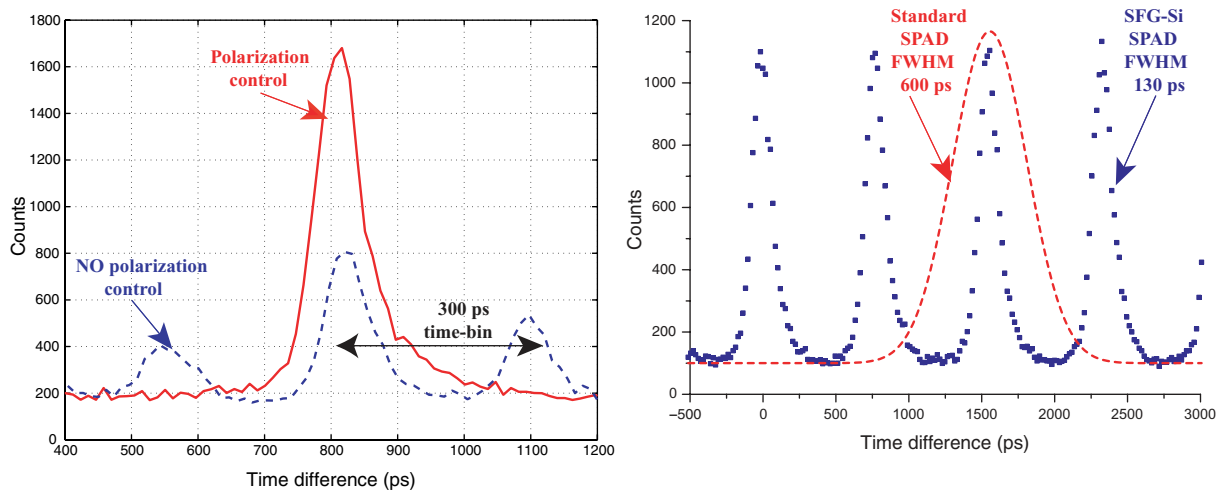 1800
1600
1400
1200
1000
800
600
400
200
0
Counts
Polarization
control
NO polarization
control
300 ps
time-bin
400 500 600 700 800 900 1000 1100 1200
Time difference (ps)
1200
1000
800
600
400
200
0
Counts
Standard
SPAD
FWHM
600 ps
SFG-Si
SPAD
FWHM
130 ps
−500 0 500 1000 1500 2000 2500 3000
Time difference (ps)